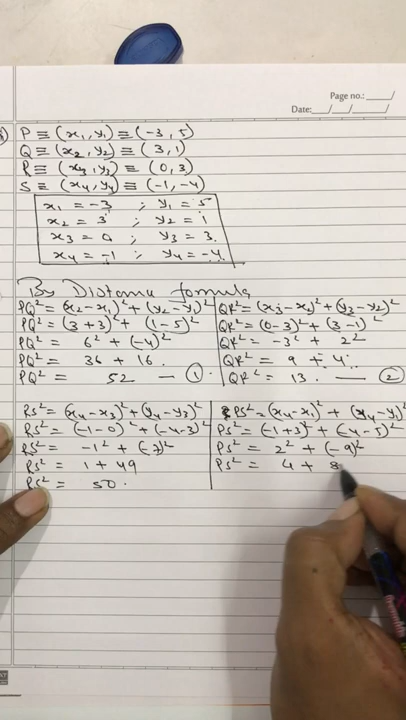 Page no.: ____/
Date:___/___/___/
P ≡ (x1, y1) ≡ (-3, 5)
Q ≡ (x2, y2) ≡ (3, 1)
R ≡ (x3, y3) ≡ (0, 3)
S ≡ (x4, y4) ≡ (-1, -4)
x1 = -3 ; y1 = 5
x2 = 3 ; y2 = 1
x3 = 0 ; y3 = 3.
x4 = -1 ; y4 = -4.
By Distance formula
PQ² = (x2-x1)² + (y2-y1)²
PQ² = (3+3)² + (1-5)²
PQ² = 6² + (-4)²
PQ² = 36 + 16.
PQ² = 52 — ①.
QR² = (x3-x2)² + (y3-y2)²
QR² = (0-3)² + (3-1)²
QR² = -3² + 2²
QR² = 9 + 4.
QR² = 13. — ②
RS² = (x4-x3)² + (y4-y3)²
RS² = (-1-0)² + (-4-3)²
RS² = -1² + (-7)²
RS² = 1 + 49
RS² = 50.
PS² = (x4-x1)² + (y4-y1)²
PS² = (-1+3)² + (-4-5)²
PS² = 2² + (-9)²
PS² = 4 + 8